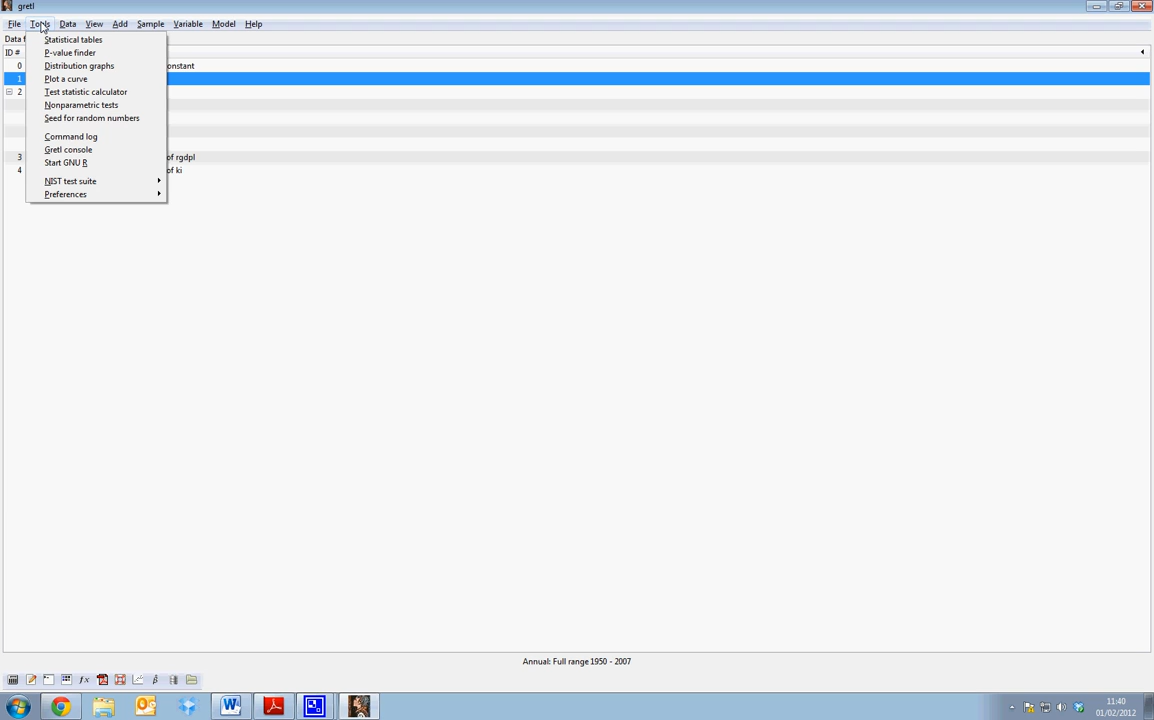 gretl
File Tools Data View Add Sample Variable Model Help
Data f
ID #
0 onstant
1
2
3 of rgdpl
4 of ki
Statistical tables
P-value finder
Distribution graphs
Plot a curve
Test statistic calculator
Nonparametric tests
Seed for random numbers
Command log
Gretl console
Start GNU R
NIST test suite
Preferences
Annual: Full range 1950 - 2007
fx
β
11:40
01/02/2012